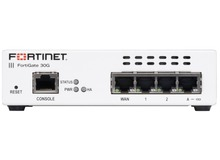 FORTINET
FortiGate 30G
STATUS
PWR
HA
RESET
CONSOLE
WAN
1
2
A